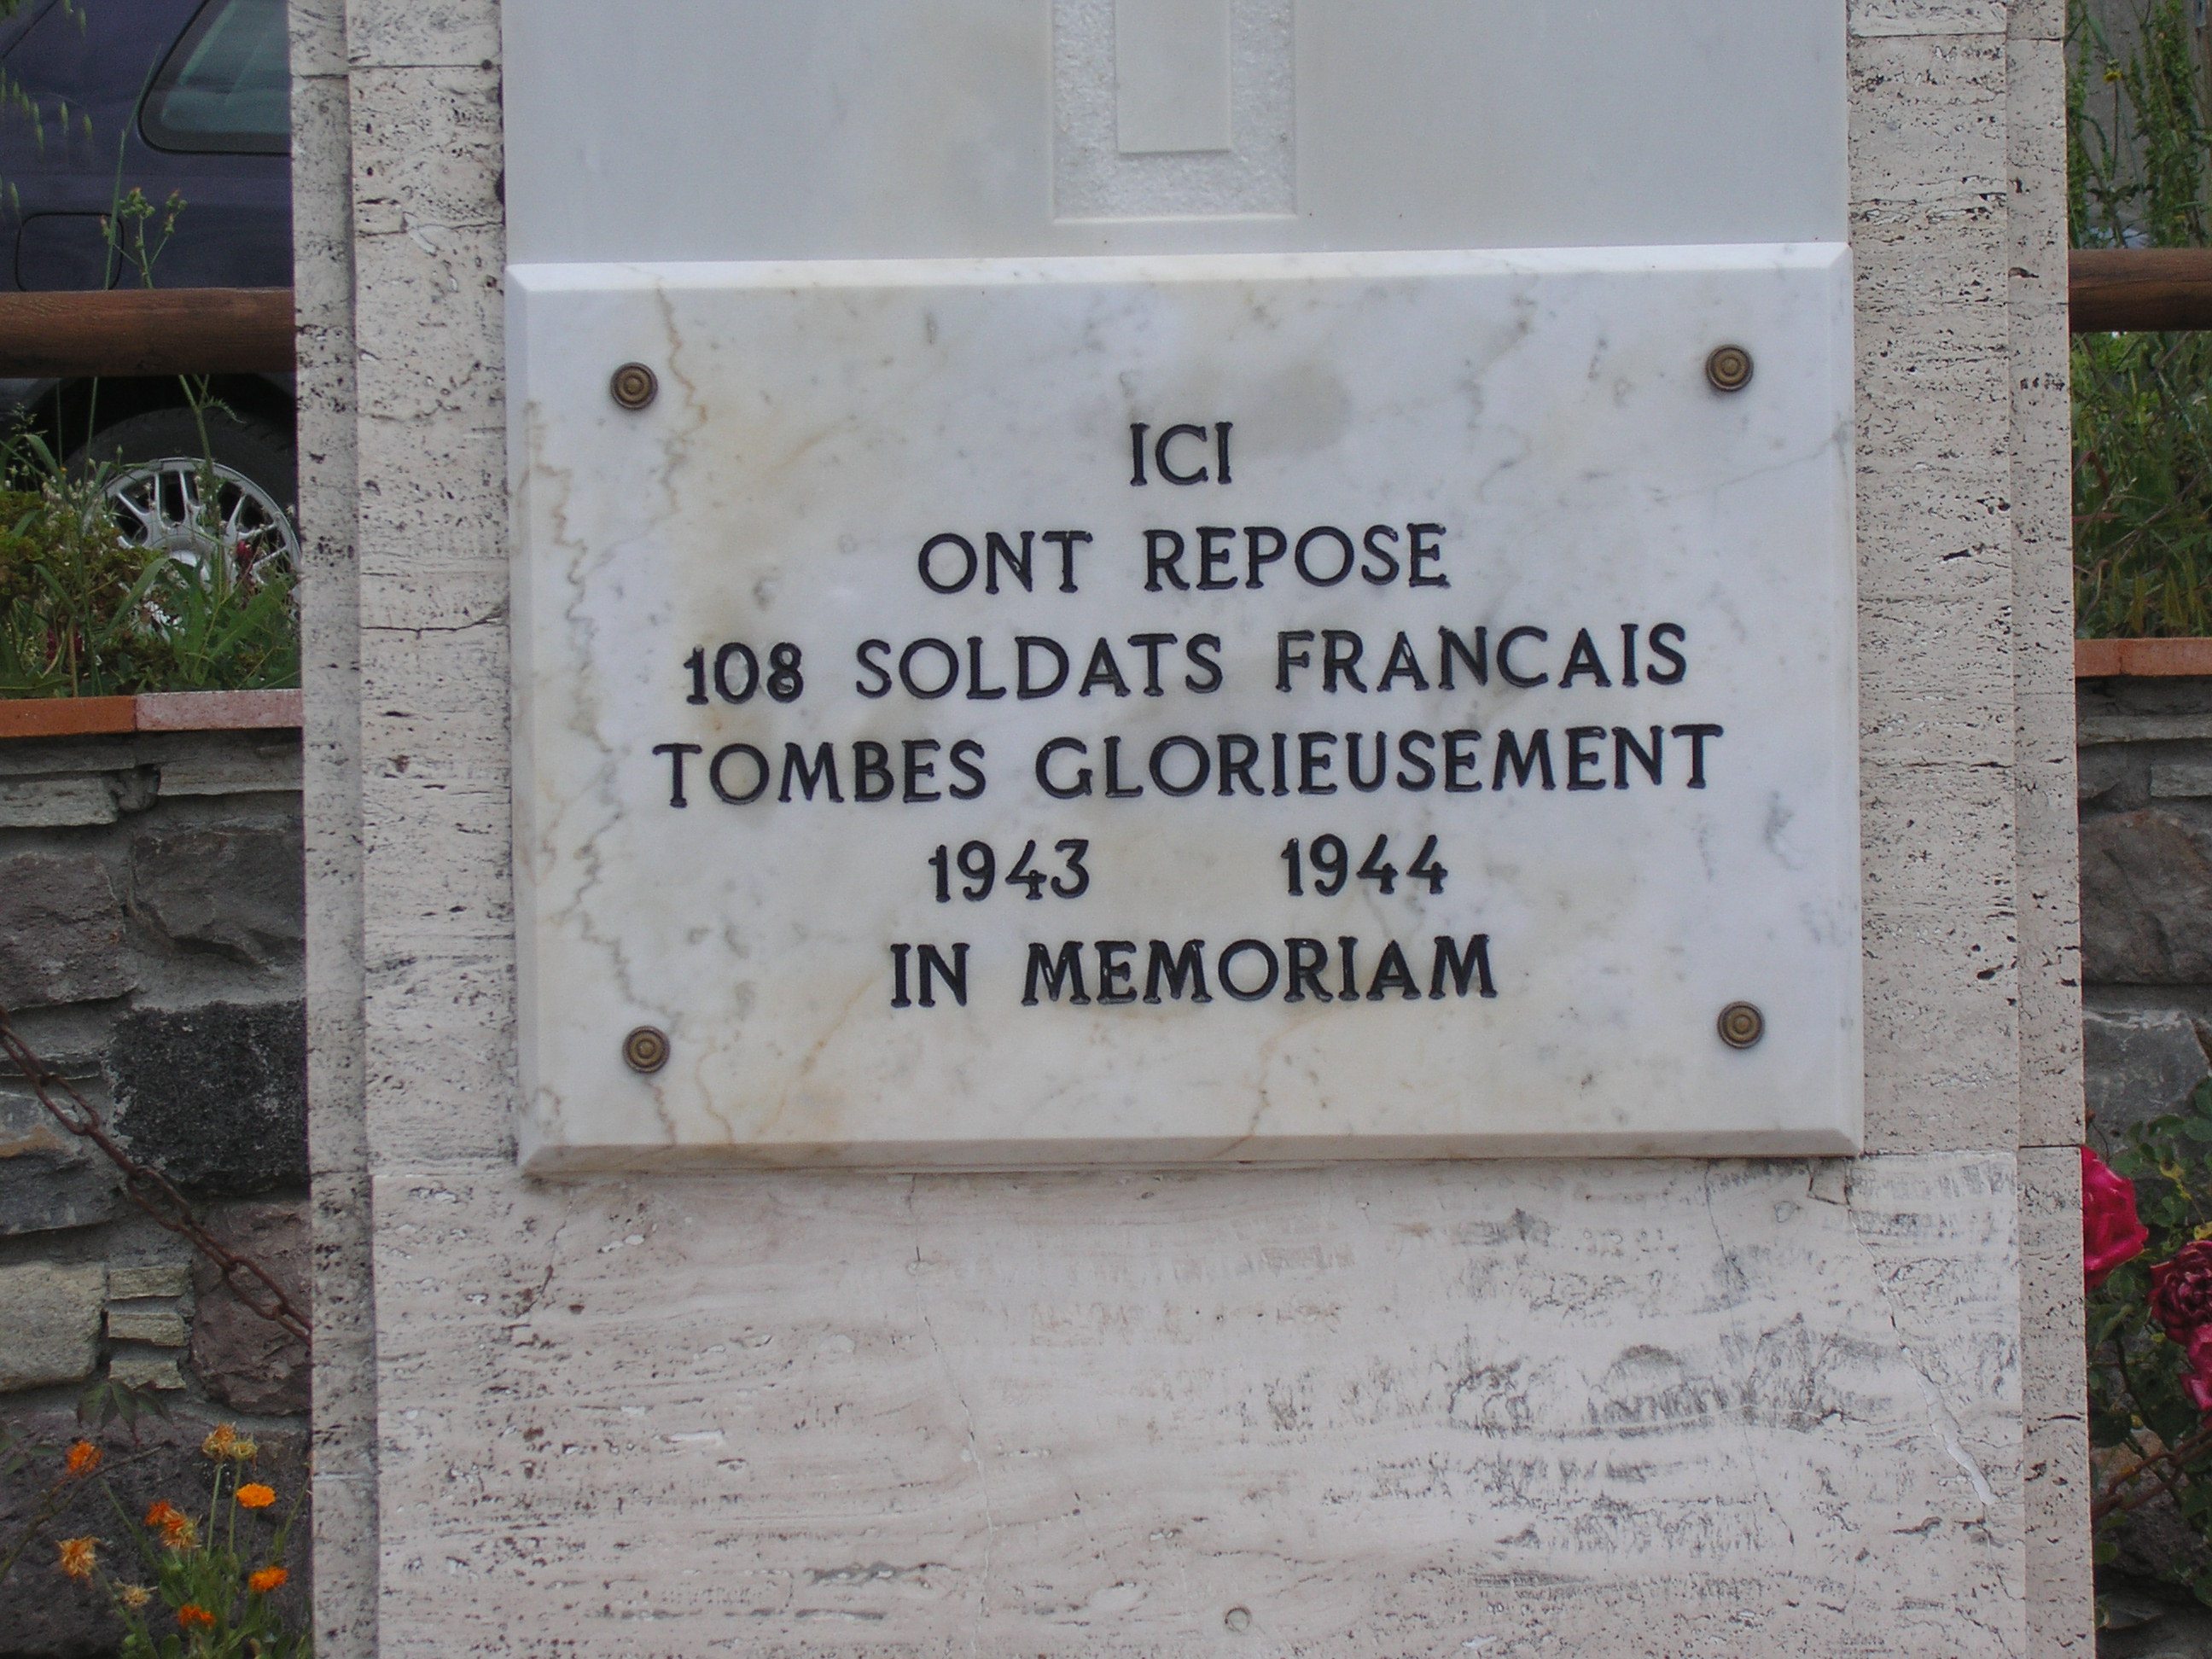 ICI
ONT REPOSE
108 SOLDATS FRANCAIS
TOMBES GLORIEUSEMENT
1943 1944
IN MEMORIAM